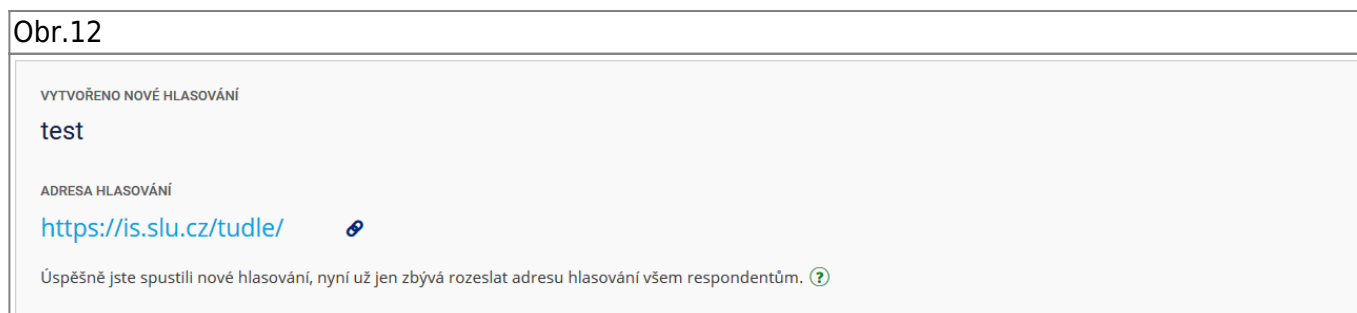 Obr.12
VYTVOŘENO NOVÉ HLASOVÁNÍ
test
ADRESA HLASOVÁNÍ
https://is.slu.cz/tudle/
Úspěšně jste spustili nové hlasování, nyní už jen zbývá rozeslat adresu hlasování všem respondentům. ?